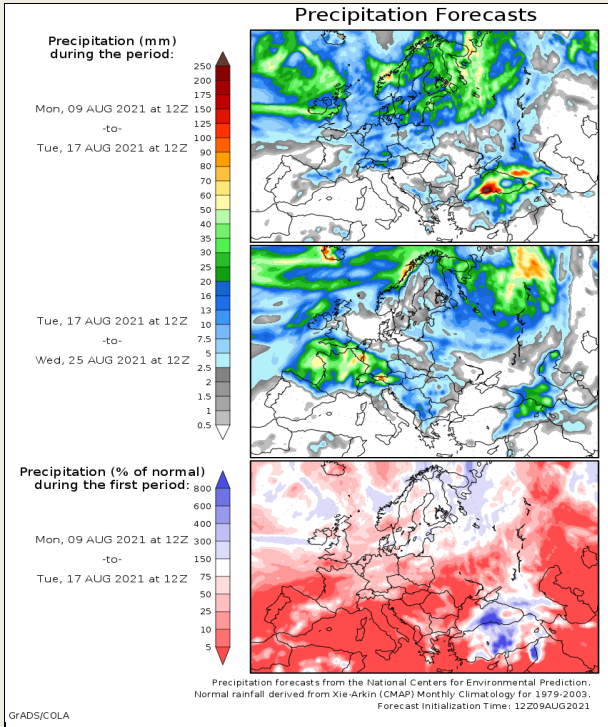 Precipitation Forecasts
Precipitation (mm)
during the period:
Mon, 09 AUG 2021 at 12Z
-to-
Tue, 17 AUG 2021 at 12Z
250
200
175
150
125
100
90
80
70
60
50
40
35
30
25
20
16
13
10
7.5
5
2.5
2
1.5
1
0.5
Tue, 17 AUG 2021 at 12Z
-to-
Wed, 25 AUG 2021 at 12Z
Precipitation (% of normal)
during the first period:
Mon, 09 AUG 2021 at 12Z
-to-
Tue, 17 AUG 2021 at 12Z
800
600
400
300
150
75
50
25
10
5
Precipitation forecasts from the National Centers for Environmental Prediction.
Normal rainfall derived from Xie-Arkin (CMAP) Monthly Climatology for 1979-2003.
Forecast Initialization Time: 12Z09AUG2021
GrADS/COLA